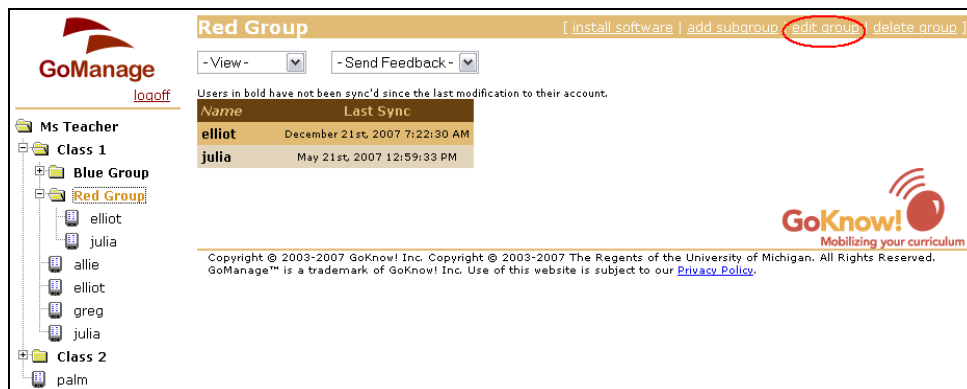 GoManage
logoff
Ms Teacher
Class 1
Blue Group
Red Group
elliot
julia
allie
elliot
greg
julia
Class 2
palm
Red Group [ install software | add subgroup | edit group | delete group ]
- View - - Send Feedback -
Users in bold have not been sync'd since the last modification to their account.
Name Last Sync
elliot December 21st, 2007 7:22:30 AM
julia May 21st, 2007 12:59:33 PM
GoKnow!
Mobilizing your curriculum
Copyright © 2003-2007 GoKnow! Inc. Copyright © 2003-2007 The Regents of the University of Michigan. All Rights Reserved.
GoManage™ is a trademark of GoKnow! Inc. Use of this website is subject to our Privacy Policy.